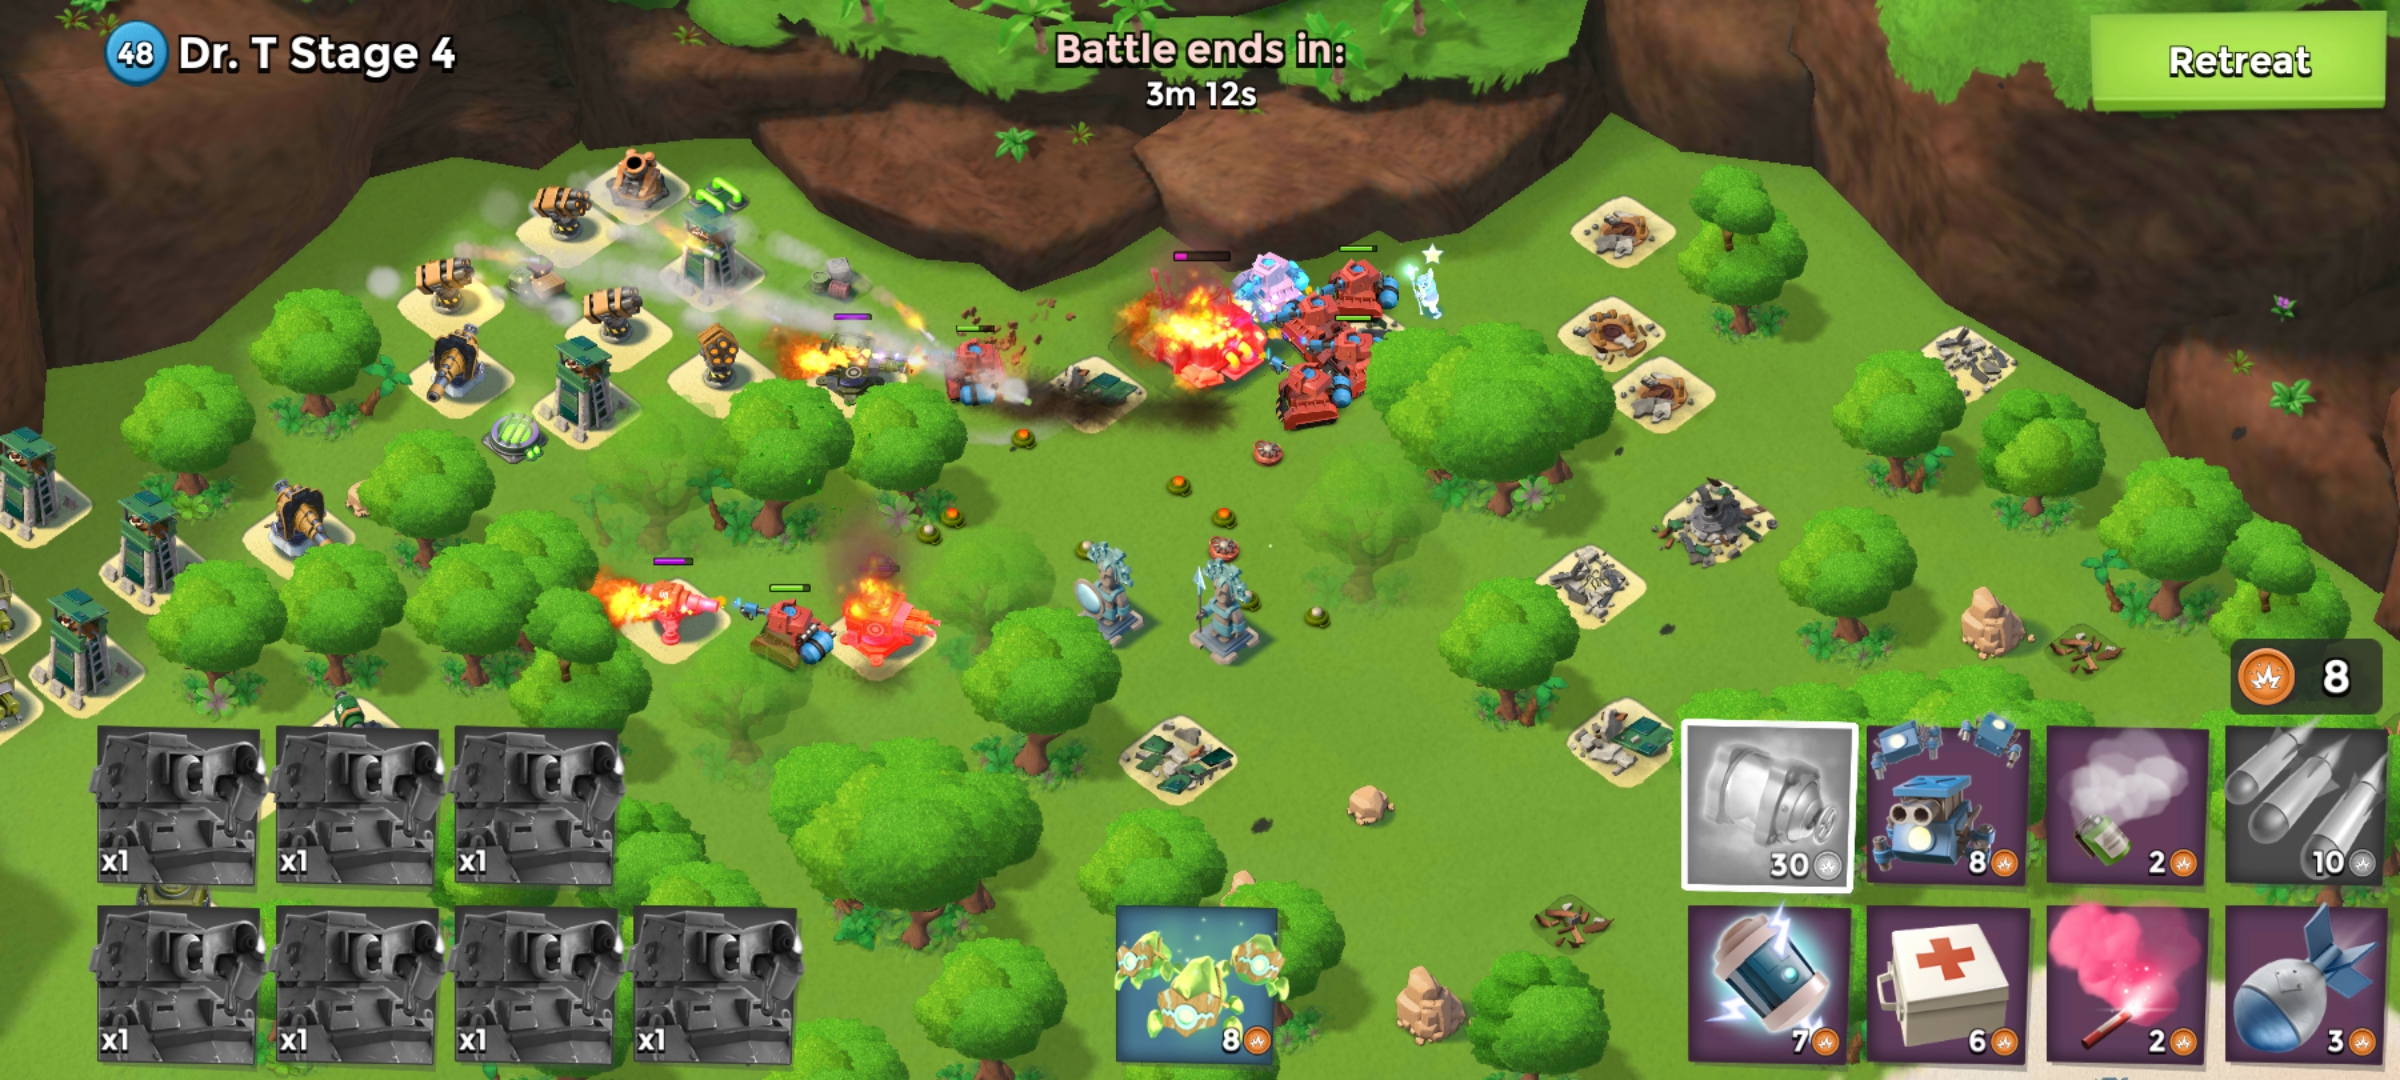 48 Dr. T Stage 4
Battle ends in:
3m 12s
Retreat
8
x1 x1 x1
30 8 2 10
x1 x1 x1 x1
8
7 6 2 3